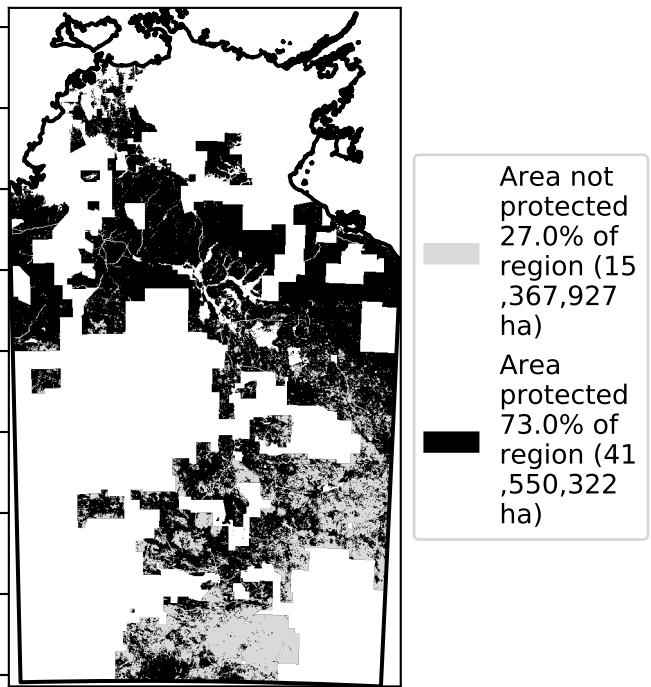 Area not
protected
27.0% of
region (15
,367,927
ha)
Area
protected
73.0% of
region (41
,550,322
ha)